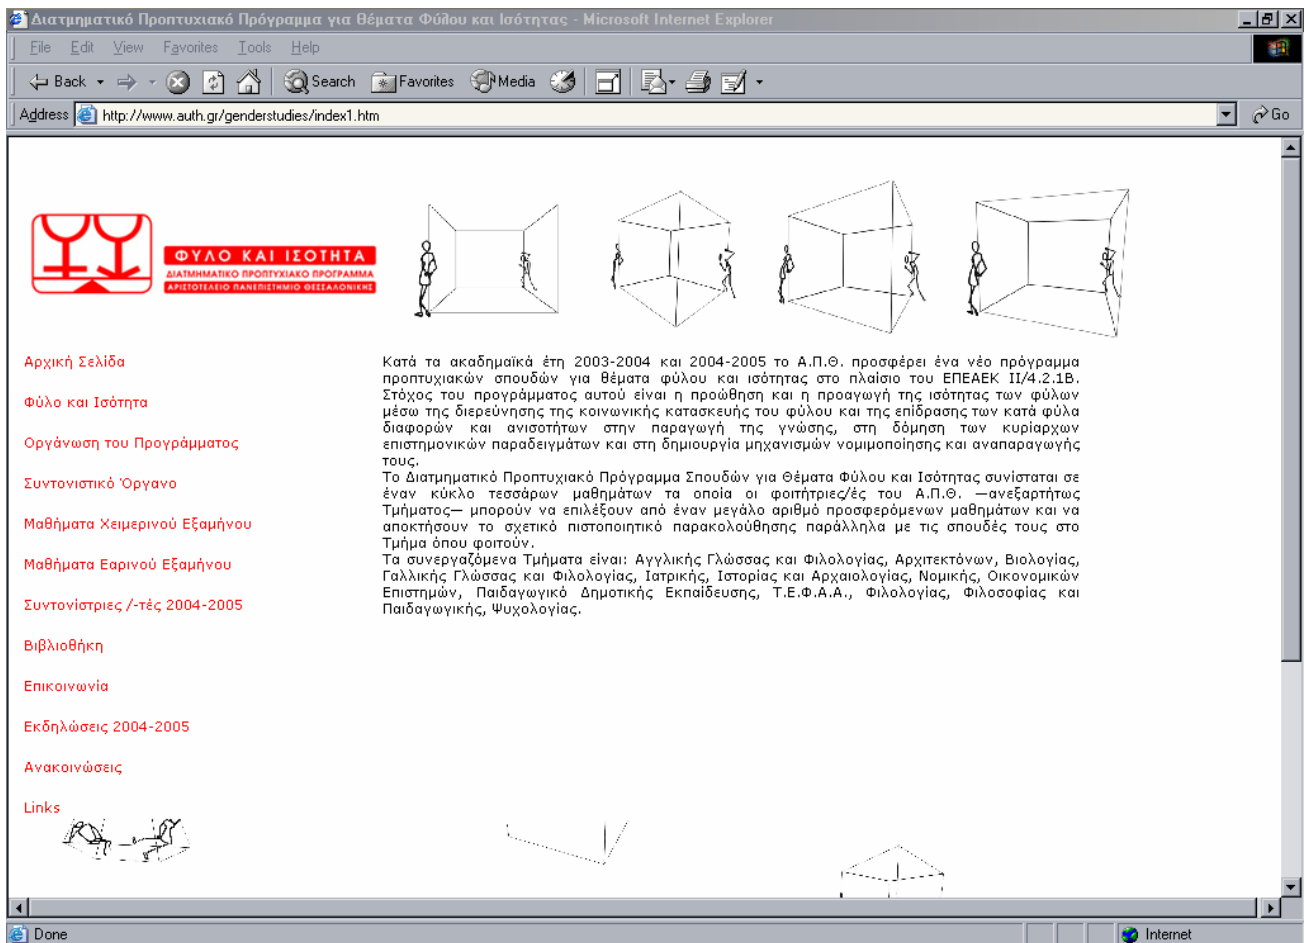 Διατμηματικό Προπτυχιακό Πρόγραμμα για Θέματα Φύλου και Ισότητας - Microsoft Internet Explorer
File Edit View Favorites Tools Help
Back Search Favorites Media
Address http://www.auth.gr/genderstudies/index1.htm Go
ΦΥΛΟ ΚΑΙ ΙΣΟΤΗΤΑ
ΔΙΑΤΜΗΜΑΤΙΚΟ ΠΡΟΠΤΥΧΙΑΚΟ ΠΡΟΓΡΑΜΜΑ
ΑΡΙΣΤΟΤΕΛΕΙΟ ΠΑΝΕΠΙΣΤΗΜΙΟ ΘΕΣΣΑΛΟΝΙΚΗΣ
Αρχική Σελίδα
Φύλο και Ισότητα
Οργάνωση του Προγράμματος
Συντονιστικό Όργανο
Μαθήματα Χειμερινού Εξαμήνου
Μαθήματα Εαρινού Εξαμήνου
Συντονίστριες /-τές 2004-2005
Βιβλιοθήκη
Επικοινωνία
Εκδηλώσεις 2004-2005
Ανακοινώσεις
Links
Κατά τα ακαδημαϊκά έτη 2003-2004 και 2004-2005 το Α.Π.Θ. προσφέρει ένα νέο πρόγραμμα
προπτυχιακών σπουδών για θέματα φύλου και ισότητας στο πλαίσιο του ΕΠΕΑΕΚ ΙΙ/4.2.1Β.
Στόχος του προγράμματος αυτού είναι η προώθηση και η προαγωγή της ισότητας των φύλων
μέσω της διερεύνησης της κοινωνικής κατασκευής του φύλου και της επίδρασης των κατά φύλα
διαφορών και ανισοτήτων στην παραγωγή της γνώσης, στη δόμηση των κυρίαρχων
επιστημονικών παραδειγμάτων και στη δημιουργία μηχανισμών νομιμοποίησης και αναπαραγωγής
τους.
Το Διατμηματικό Προπτυχιακό Πρόγραμμα Σπουδών για Θέματα Φύλου και Ισότητας συνίσταται σε
έναν κύκλο τεσσάρων μαθημάτων τα οποία οι φοιτήτριες/ές του Α.Π.Θ. —ανεξαρτήτως
Τμήματος— μπορούν να επιλέξουν από έναν μεγάλο αριθμό προσφερόμενων μαθημάτων και να
αποκτήσουν το σχετικό πιστοποιητικό παρακολούθησης παράλληλα με τις σπουδές τους στο
Τμήμα όπου φοιτούν.
Τα συνεργαζόμενα Τμήματα είναι: Αγγλικής Γλώσσας και Φιλολογίας, Αρχιτεκτόνων, Βιολογίας,
Γαλλικής Γλώσσας και Φιλολογίας, Ιατρικής, Ιστορίας και Αρχαιολογίας, Νομικής, Οικονομικών
Επιστημών, Παιδαγωγικό Δημοτικής Εκπαίδευσης, Τ.Ε.Φ.Α.Α., Φιλολογίας, Φιλοσοφίας και
Παιδαγωγικής, Ψυχολογίας.
Done Internet